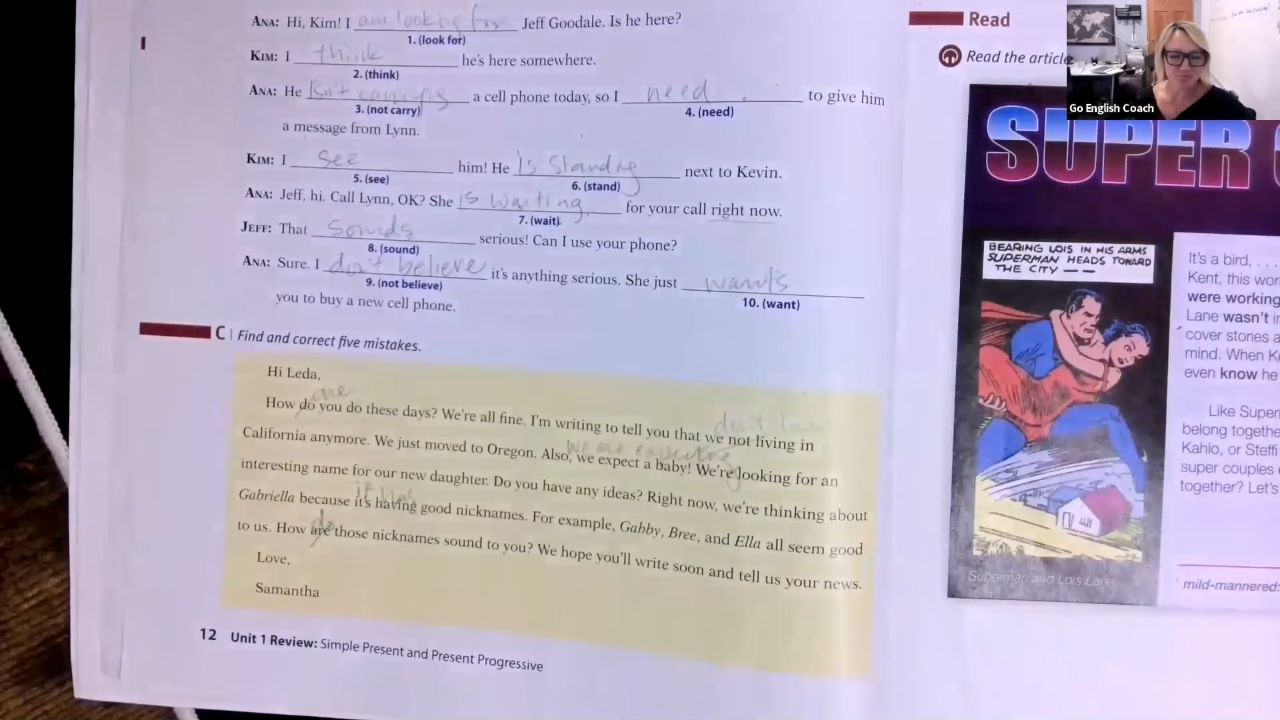 ANA: Hi, Kim! I am looking for Jeff Goodale. Is he here?
1. (look for)
KIM: I think he's here somewhere.
2. (think)
ANA: He isn't carrying a cell phone today, so I need to give him
3. (not carry)
4. (need)
a message from Lynn.
KIM: I see him! He is standing next to Kevin.
5. (see)
6. (stand)
ANA: Jeff, hi. Call Lynn, OK? She is waiting for your call right now.
7. (wait)
JEFF: That sounds serious! Can I use your phone?
8. (sound)
ANA: Sure. I don't believe it's anything serious. She just wants
9. (not believe)
10. (want)
you to buy a new cell phone.
C Find and correct five mistakes.
Hi Leda,
are
How do you do these days? We're all fine. I'm writing to tell you that we not living in
don't
California anymore. We just moved to Oregon. Also, we expect a baby! We're looking for an
we are expecting
interesting name for our new daughter. Do you have any ideas? Right now, we're thinking about
it has
Gabriella because it's having good nicknames. For example, Gabby, Bree, and Ella all seem good
do
to us. How are those nicknames sound to you? We hope you'll write soon and tell us your news.
Love,
Samantha
12 Unit 1 Review: Simple Present and Present Progressive
Read
Read the article
Go English Coach
SUPER
BEARING LOIS IN HIS ARMS
SUPERMAN HEADS TOWARD
THE CITY — —
Superman and Lois Lane
It's a bird, . . .
Kent, this
were working
Lane wasn't
cover stories
mind. When
even know he
Like Super
belong togethe
Kahlo, or Steffi
super couples
together? Let's
mild-mannered: